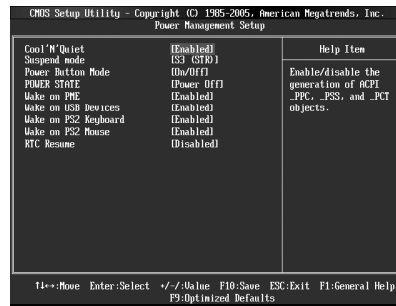 CMOS Setup Utility - Copyright (C) 1985-2005, American Megatrends, Inc.
Power Management Setup
Cool'N'Quiet [Enabled]
Suspend mode [S3 (STR)]
Power Button Mode [On/Off]
POWER STATE [Power Off]
Wake on PME [Enabled]
Wake on USB Devices [Enabled]
Wake on PS2 Keyboard [Enabled]
Wake on PS2 Mouse [Enabled]
RTC Resume [Disabled]
Help Item
Enable/disable the
generation of ACPI
_PPC, _PSS, and _PCT
objects.
↑↓↔:Move Enter:Select +/-/:Value F10:Save ESC:Exit F1:General Help
F9:Optimized Defaults